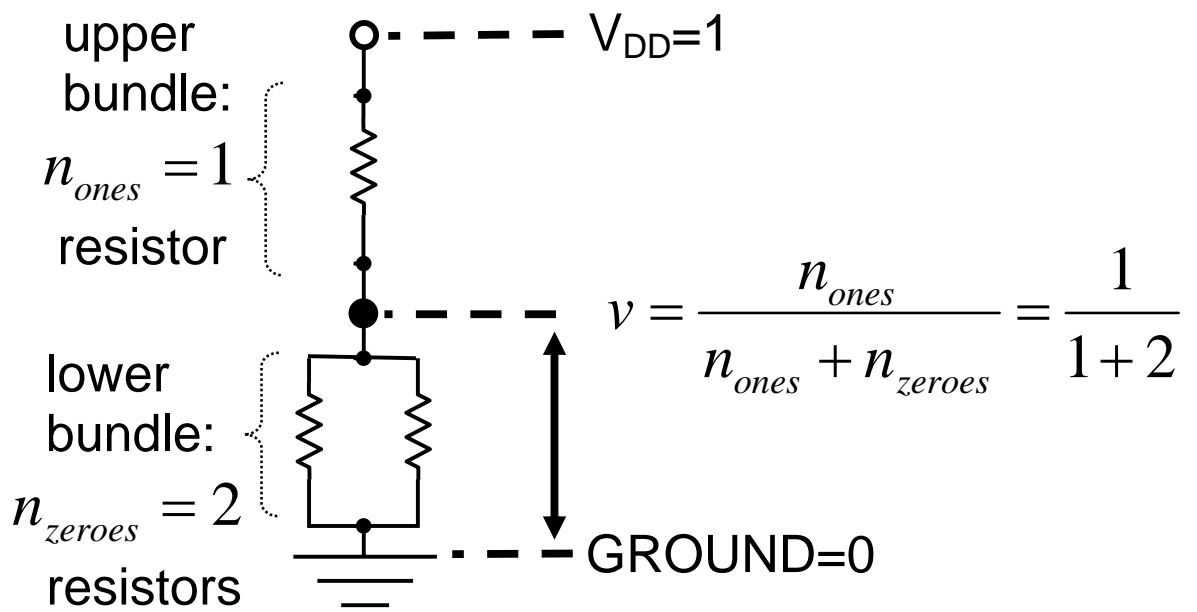 upper
bundle:
n_ones = 1
resistor
V_DD=1
v = n_ones / (n_ones + n_zeroes) = 1 / (1+2)
lower
bundle:
n_zeroes = 2
resistors
GROUND=0